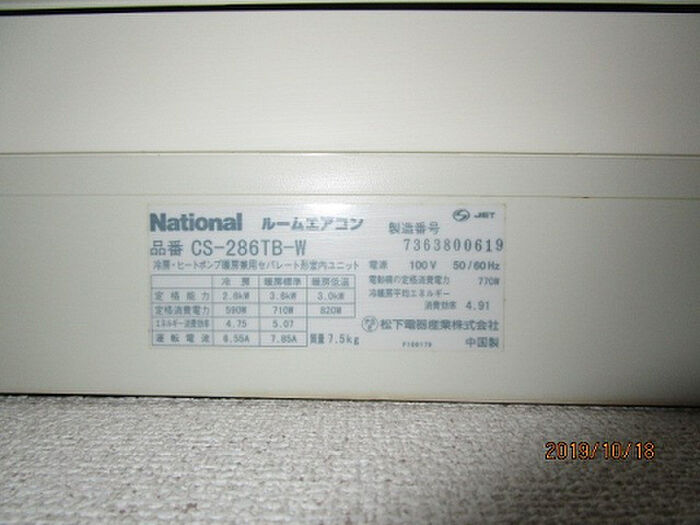 National ルームエアコン
品番 CS-286TB-W
冷房・ヒートポンプ暖房兼用セパレート形室内ユニット
冷房 暖房標準 暖房低温
定格能力 2.8kW 3.6kW 3.0kW
定格消費電力 590W 710W 820W
エネルギー消費効率 4.75 5.07
運転電流 6.55A 7.85A 質量 7.5kg
JET
製造番号
7363800619
電源 100V 50/60Hz
電動機の定格消費電力 770W
冷暖房平均エネルギー
消費効率 4.91
松下電器産業株式会社
F160179 中国製
2019/10/18